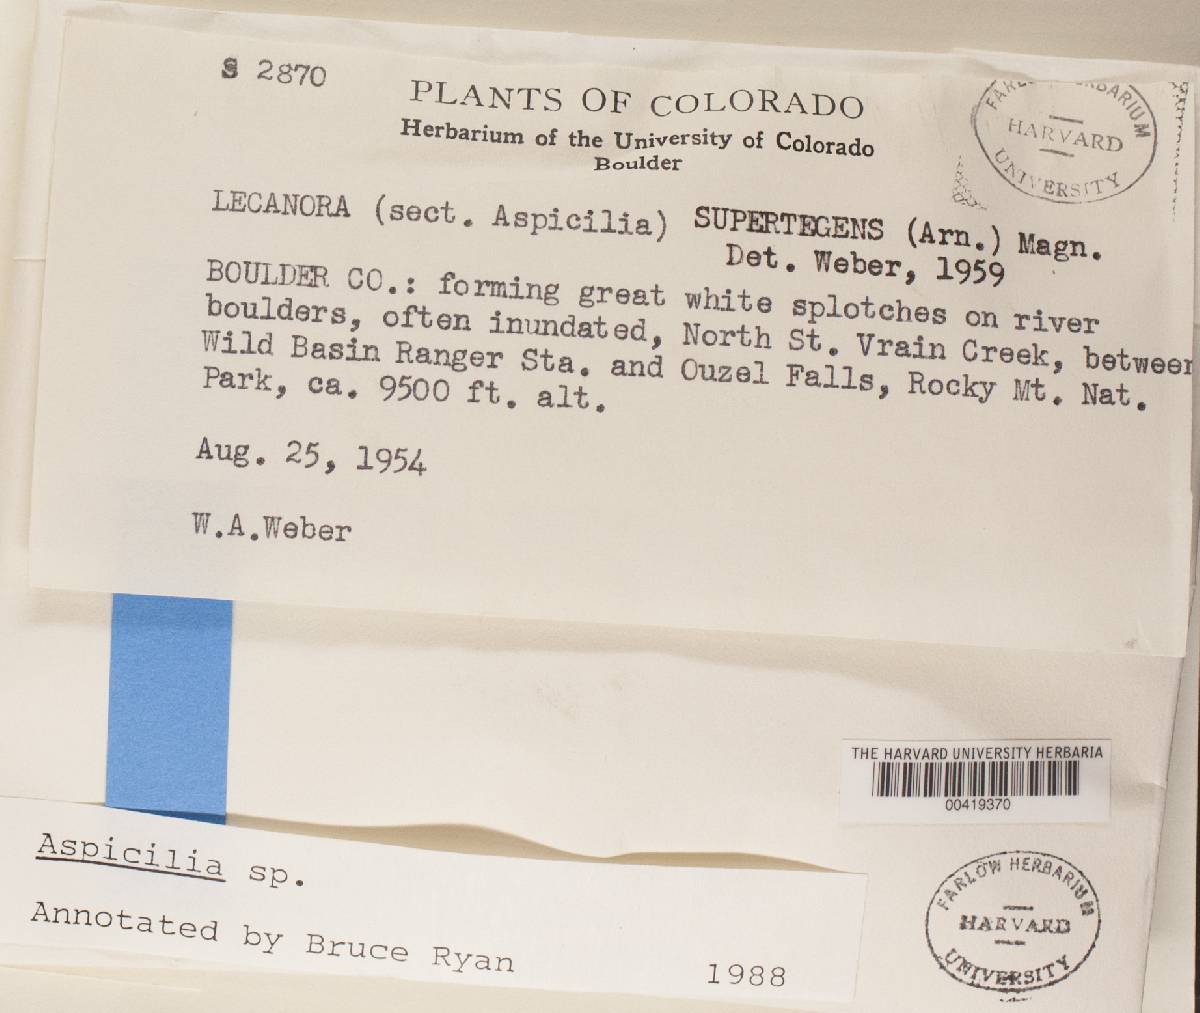 S 2870
PLANTS OF COLORADO
Herbarium of the University of Colorado
Boulder
FARLOW HERBARIUM
HARVARD
UNIVERSITY
LECANORA (sect. Aspicilia) SUPERTEGENS (Arn.) Magn.
Det. Weber, 1959
BOULDER CO.: forming great white splotches on river
boulders, often inundated, North St. Vrain Creek, between
Wild Basin Ranger Sta. and Ouzel Falls, Rocky Mt. Nat.
Park, ca. 9500 ft. alt.
Aug. 25, 1954
W.A.Weber
THE HARVARD UNIVERSITY HERBARIA
00419370
Aspicilia sp.
Annotated by Bruce Ryan
1988
FARLOW HERBARIUM
HARVARD
UNIVERSITY